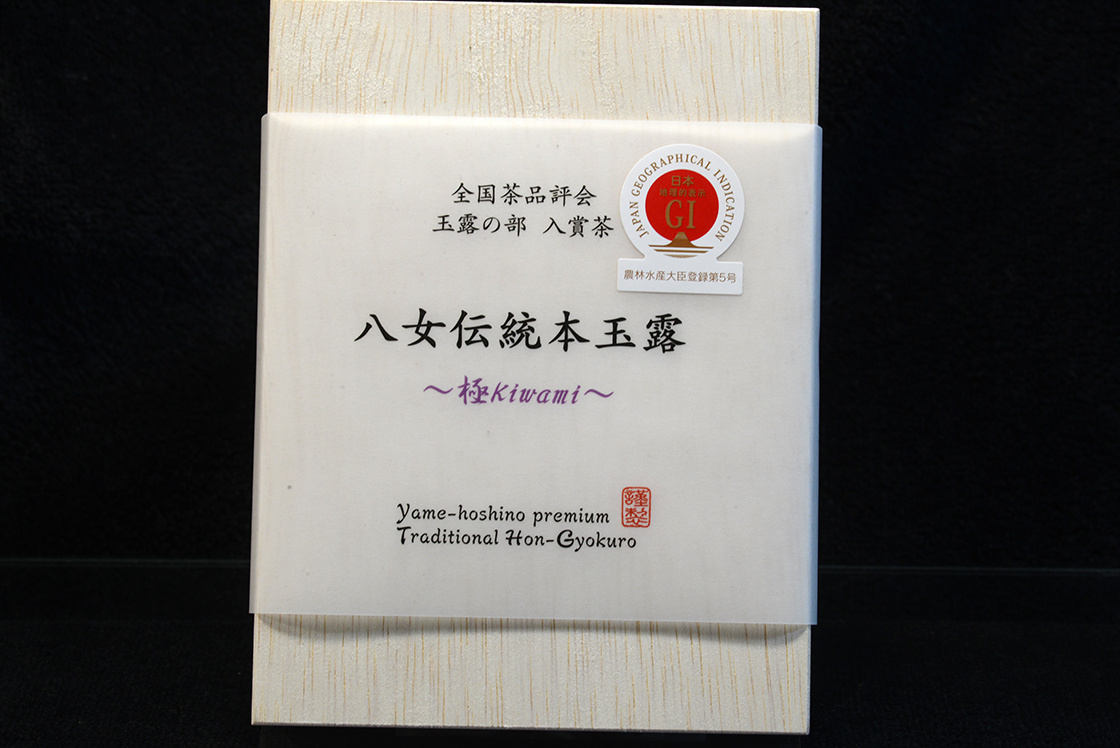 全国茶品評会
玉露の部 入賞茶
JAPAN GEOGRAPHICAL INDICATION
日本
地理的表示
GI
農林水産大臣登録第5号
八女伝統本玉露
～極Kiwami～
Yame-hoshino premium
Traditional Hon-Gyokuro
謹製